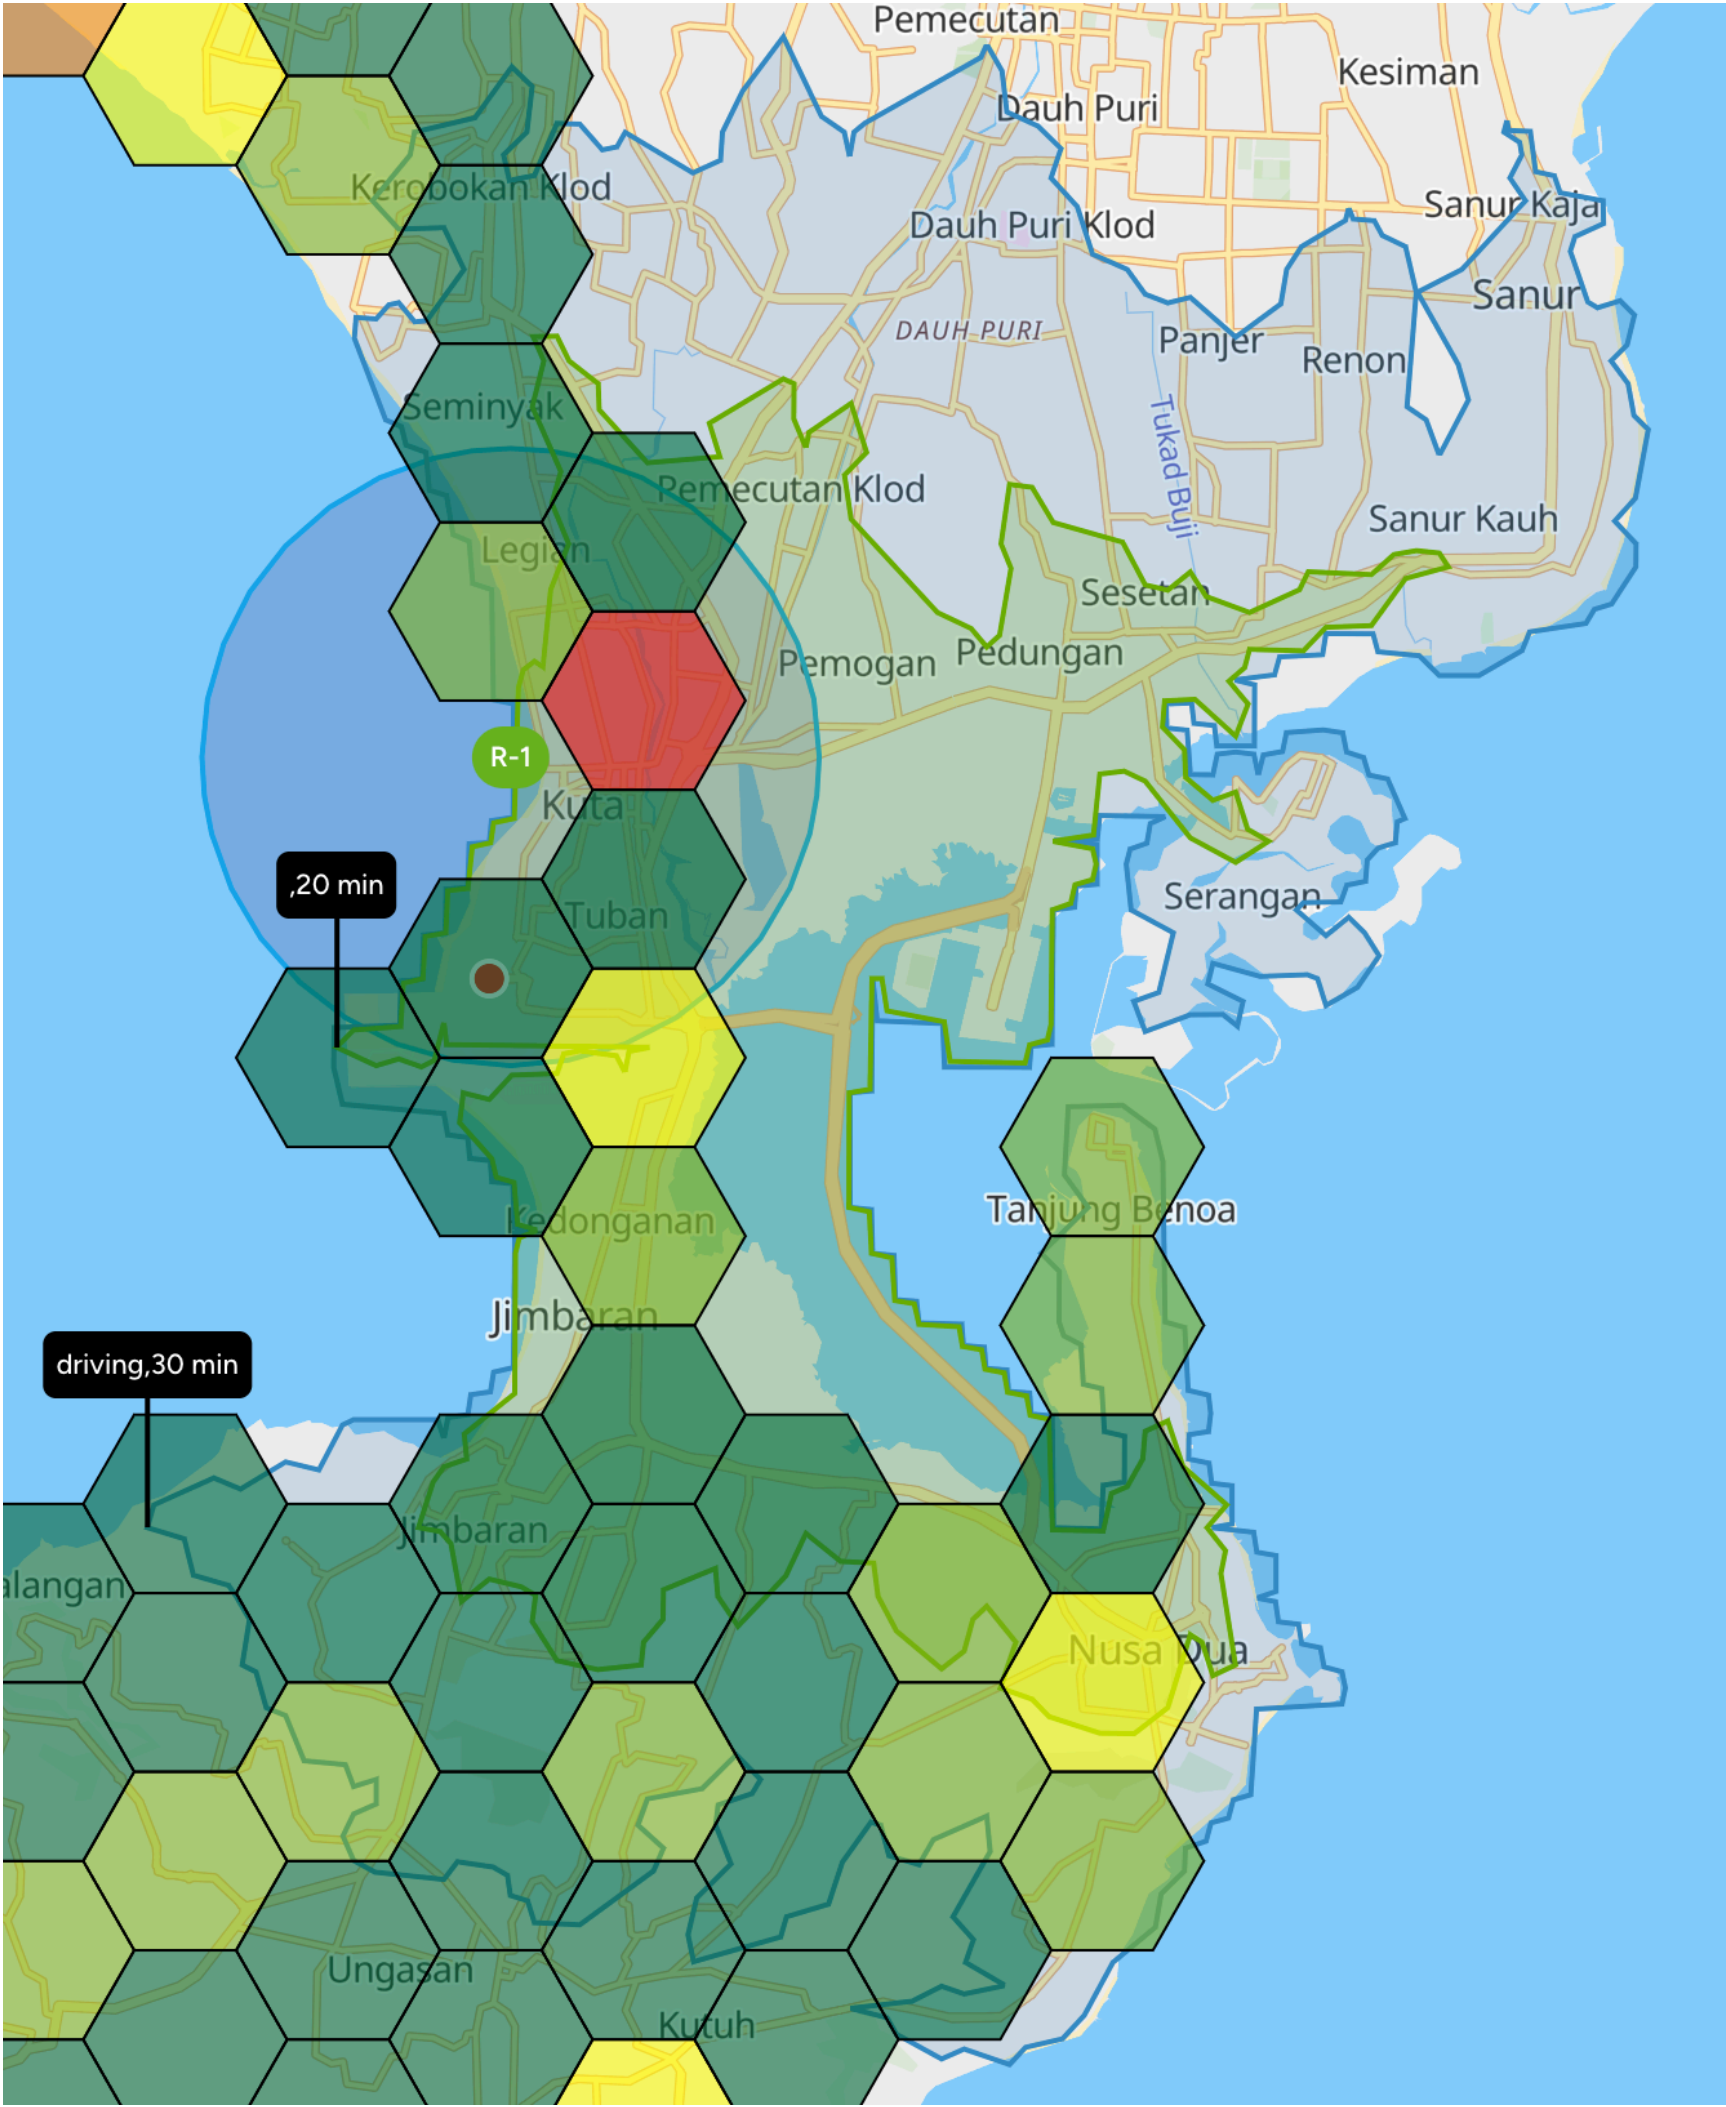 Pemecutan
Kesiman
Dauh Puri
Kerobokan Klod
Sanur Kaja
Dauh Puri Klod
Sanur
DAUH PURI
Panjer
Renon
Seminyak
Tukad Buji
Pemecutan Klod
Sanur Kauh
Legian
Sesetan
Pemogan
Pedungan
R-1
Kuta
,20 min
Serangan
Tuban
Tanjung Benoa
Kedonganan
Jimbaran
driving,30 min
Jimbaran
alangan
Nusa Dua
Ungasan
Kutuh